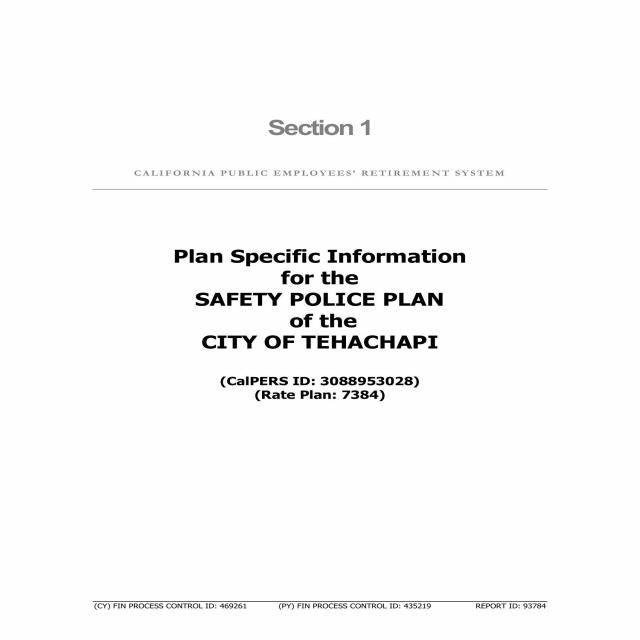 Section 1
CALIFORNIA PUBLIC EMPLOYEES' RETIREMENT SYSTEM
Plan Specific Information
for the
SAFETY POLICE PLAN
of the
CITY OF TEHACHAPI
(CalPERS ID: 3088953028)
(Rate Plan: 7384)
(CY) FIN PROCESS CONTROL ID: 469261 (PY) FIN PROCESS CONTROL ID: 435219 REPORT ID: 93784